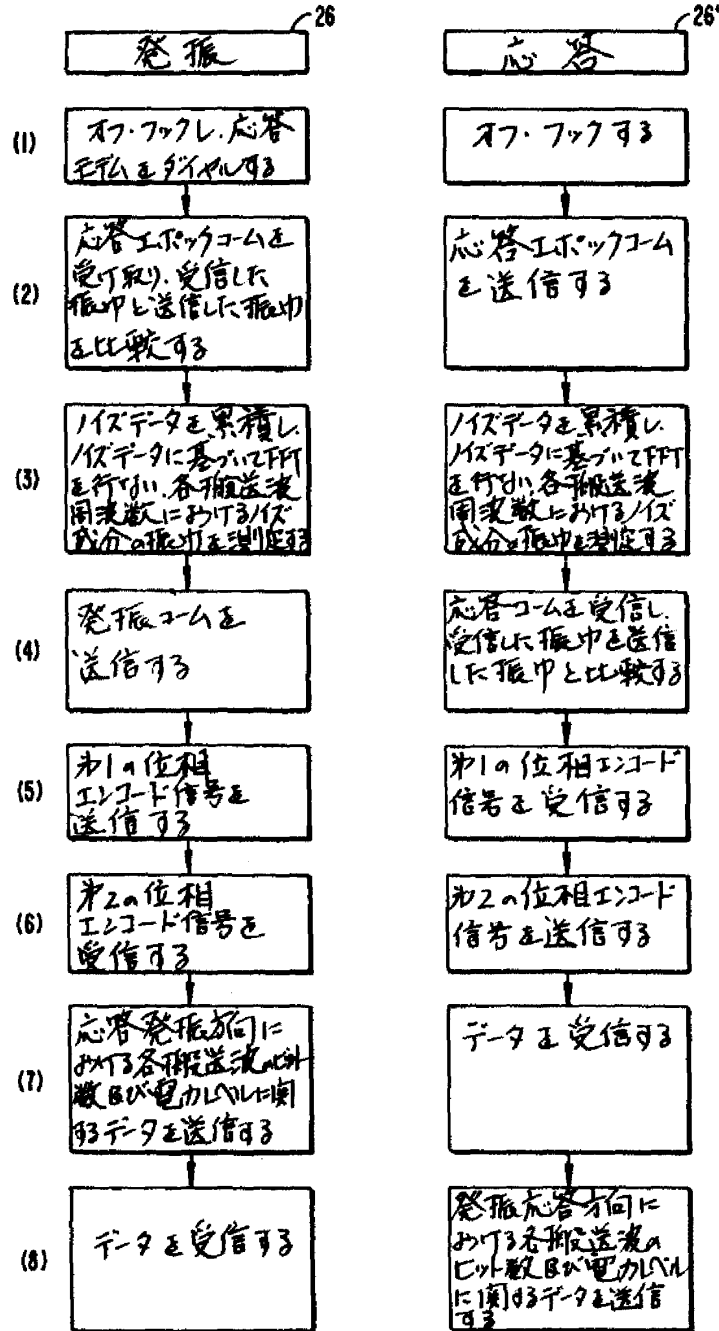 26
発振
26'
応答
(1)
オフ・フックし、応答
モデムをダイヤルする
オフ・フックする
(2)
応答エポックコームを
受け取り、受信した
振巾と送信した振巾
を比較する
応答エポックコーム
を送信する
(3)
ノイズデータを累積し、
ノイズデータに基づいてFFT
を行ない、各搬送波
周波数におけるノイズ
成分の振巾を測定する
ノイズデータを累積し、
ノイズデータに基づいてFFT
を行ない、各搬送波
周波数におけるノイズ
成分の振巾を測定する
(4)
発振コームを
送信する
応答コームを受信し、
受信した振巾を送信
した振巾と比較する
(5)
第1の位相
エンコード信号を
送信する
第1の位相エンコード
信号を受信する
(6)
第2の位相
エンコード信号を
受信する
第2の位相エンコード
信号を送信する
(7)
応答発振方向に
おける各搬送波のビット
数及び電力レベルに関
するデータを送信する
データを受信する
(8)
データを受信する
発振応答方向に
おける各搬送波の
ビット数及び電力レベル
に関するデータを送信
する